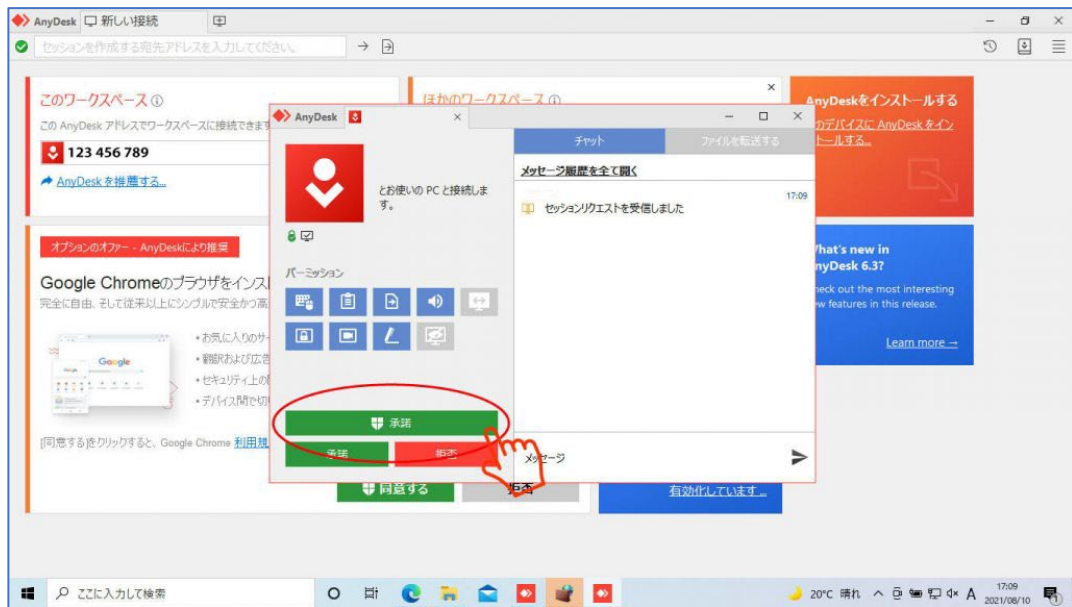 AnyDesk 新しい接続
セッションを作成する宛先アドレスを入力してください。
このワークスペース
この AnyDesk アドレスでワークスペースに接続できます
123 456 789
AnyDesk を推薦する...
ほかのワークスペース
AnyDeskをインストールする
のデバイスに AnyDesk をイン
トールする...
オプションのオファー - AnyDeskにより推奨
Google Chromeのブラウザをインス
完全に自由、そして従来以上にシンプルで安全かつ高
•お気に入りのサー
•翻訳および広告
•セキュリティ上の
•デバイス間で切
Google
[同意する]をクリックすると、Google Chrome 利用規
同意する
拒否
What's new in
nyDesk 6.3?
heck out the most interesting
ew features in this release.
Learn more →
有効化しています...
AnyDesk
とお使いの PC と接続しま
す。
パーミッション
承諾
承諾
拒否
チャット
ファイルを転送する
メッセージ履歴を全て開く
17:09
セッションリクエストを受信しました
メッセージ
ここに入力して検索
20°C 晴れ
A
17:09
2021/08/10